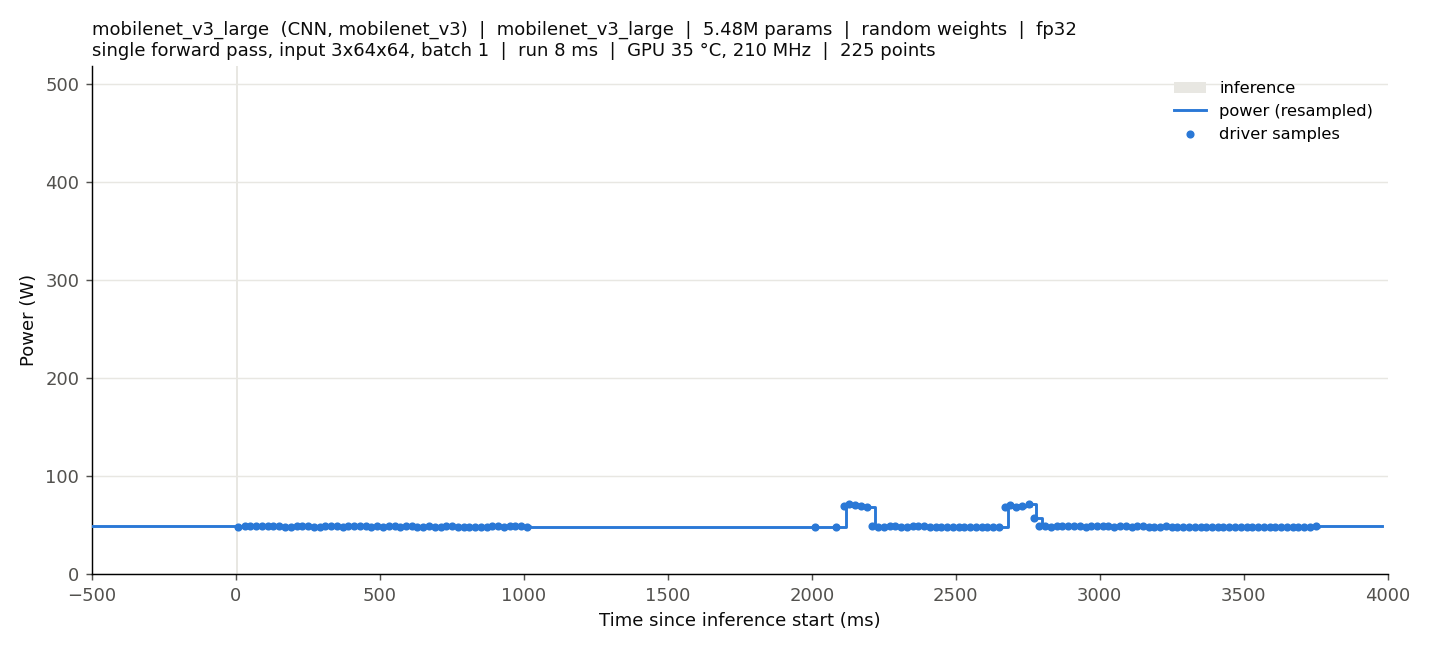 mobilenet_v3_large  (CNN, mobilenet_v3)  |  mobilenet_v3_large  |  5.48M params  |  random weights  |  fp32
single forward pass, input 3x64x64, batch 1  |  run 8 ms  |  GPU 35 °C, 210 MHz  |  225 points
inference
power (resampled)
driver samples
Power (W)
500
400
300
200
100
0
−500
0
500
1000
1500
2000
2500
3000
3500
4000
Time since inference start (ms)